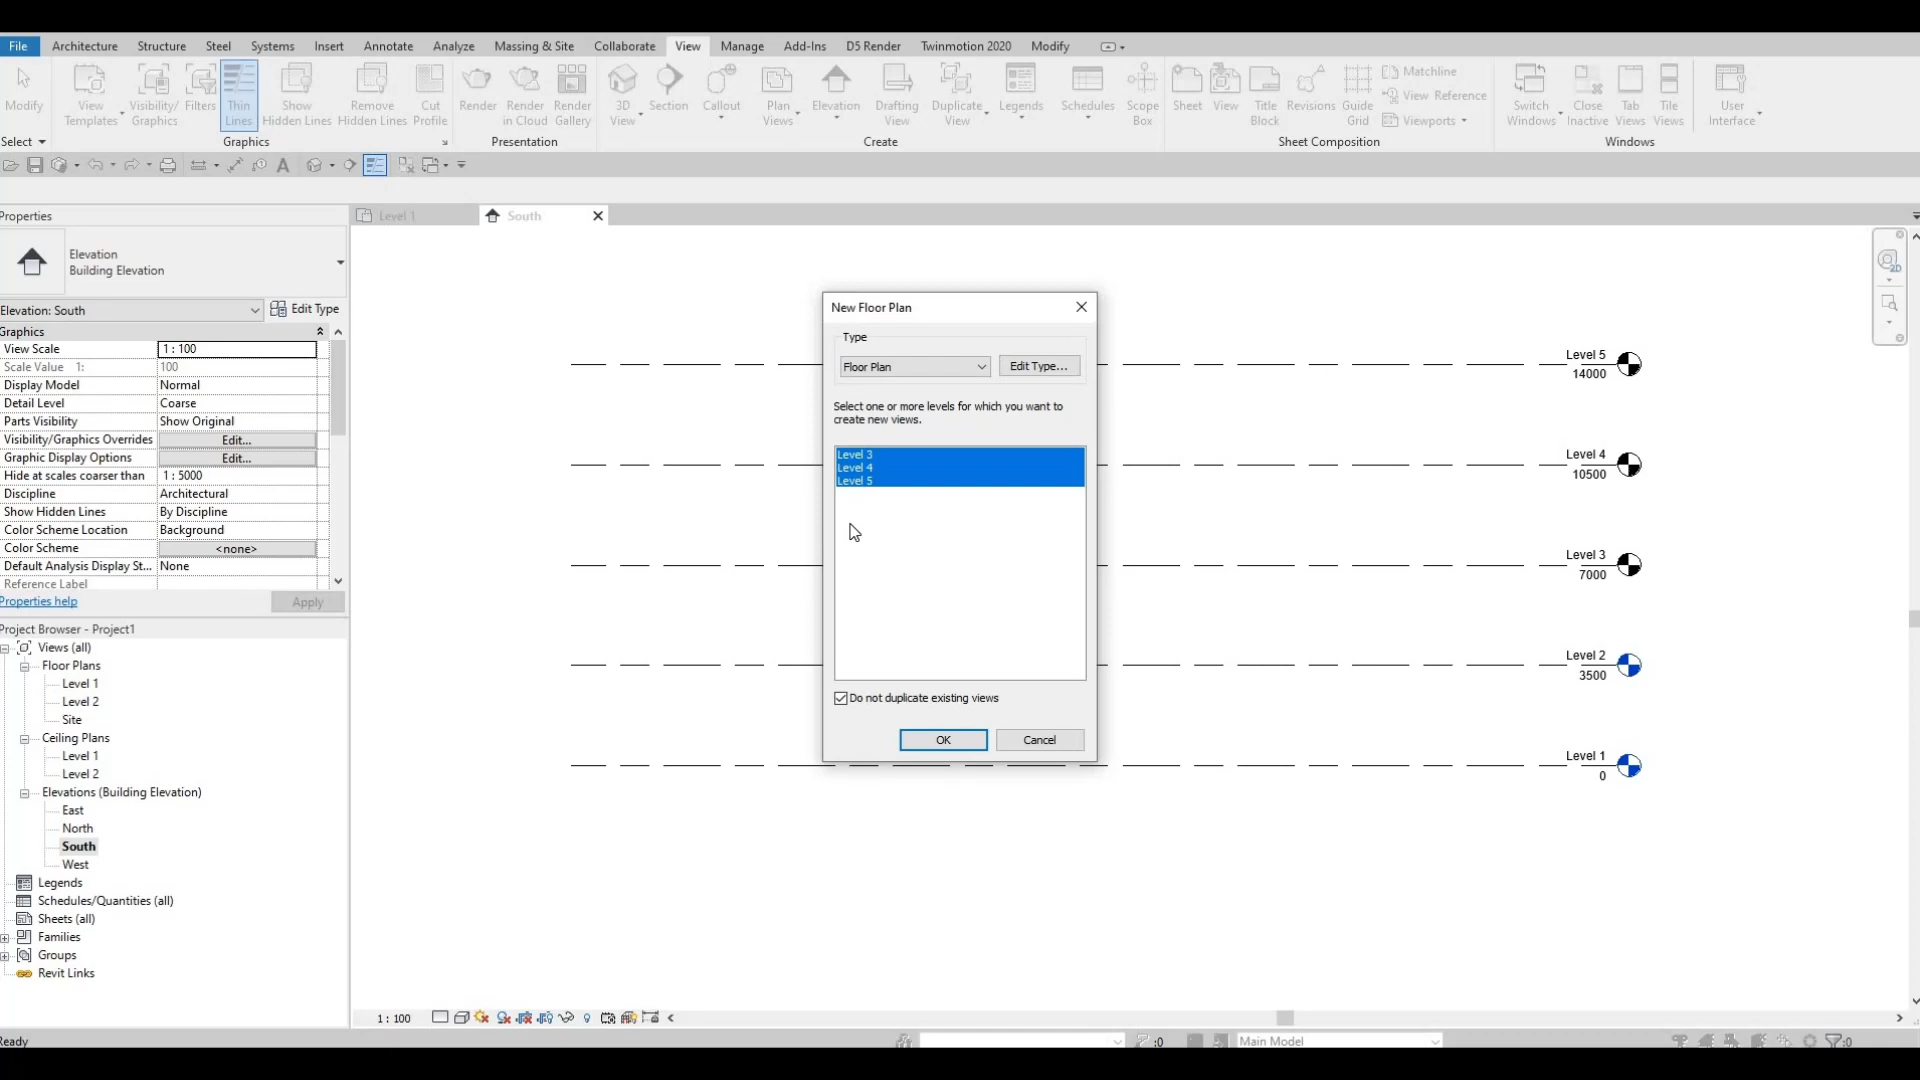 File Architecture Structure Steel Systems Insert Annotate Analyze Massing & Site Collaborate View Manage Add-Ins D5 Render Twinmotion 2020 Modify
Modify
View Templates
Visibility/ Graphics
Filters
Thin Lines
Show Hidden Lines
Remove Hidden Lines
Cut Profile
Render
Render in Cloud
Render Gallery
3D View
Section
Callout
Plan Views
Elevation
Drafting View
Duplicate View
Legends
Schedules
Scope Box
Sheet
View
Title Block
Revisions
Guide Grid
Matchline
View Reference
Viewports
Switch Windows
Close Inactive
Tab Views
Tile Views
User Interface
Select Graphics Presentation Create Sheet Composition Windows
A
Properties
Level 1
South
Elevation
Building Elevation
Elevation: South
Edit Type
Graphics
View Scale 1 : 100
Scale Value 1: 100
Display Model Normal
Detail Level Coarse
Parts Visibility Show Original
Visibility/Graphics Overrides Edit...
Graphic Display Options Edit...
Hide at scales coarser than 1 : 5000
Discipline Architectural
Show Hidden Lines By Discipline
Color Scheme Location Background
Color Scheme <none>
Default Analysis Display St... None
Reference Label
Properties help
Apply
Project Browser - Project1
Views (all)
Floor Plans
Level 1
Level 2
Site
Ceiling Plans
Level 1
Level 2
Elevations (Building Elevation)
East
North
South
West
Legends
Schedules/Quantities (all)
Sheets (all)
Families
Groups
Revit Links
New Floor Plan
Type
Floor Plan
Edit Type...
Select one or more levels for which you want to
create new views.
Level 3
Level 4
Level 5
Do not duplicate existing views
OK
Cancel
Level 5
14000
Level 4
10500
Level 3
7000
Level 2
3500
Level 1
0
2D
1 : 100
Ready
:0
Main Model
:0